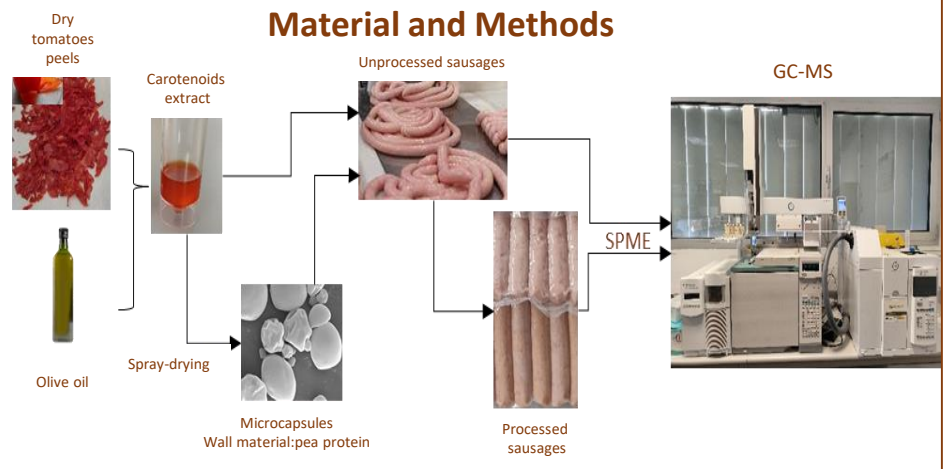 Material and Methods
Dry
tomatoes
peels
Carotenoids
extract
Unprocessed sausages
GC-MS
SPME
Olive oil
Spray-drying
Microcapsules
Wall material:pea protein
Processed
sausages